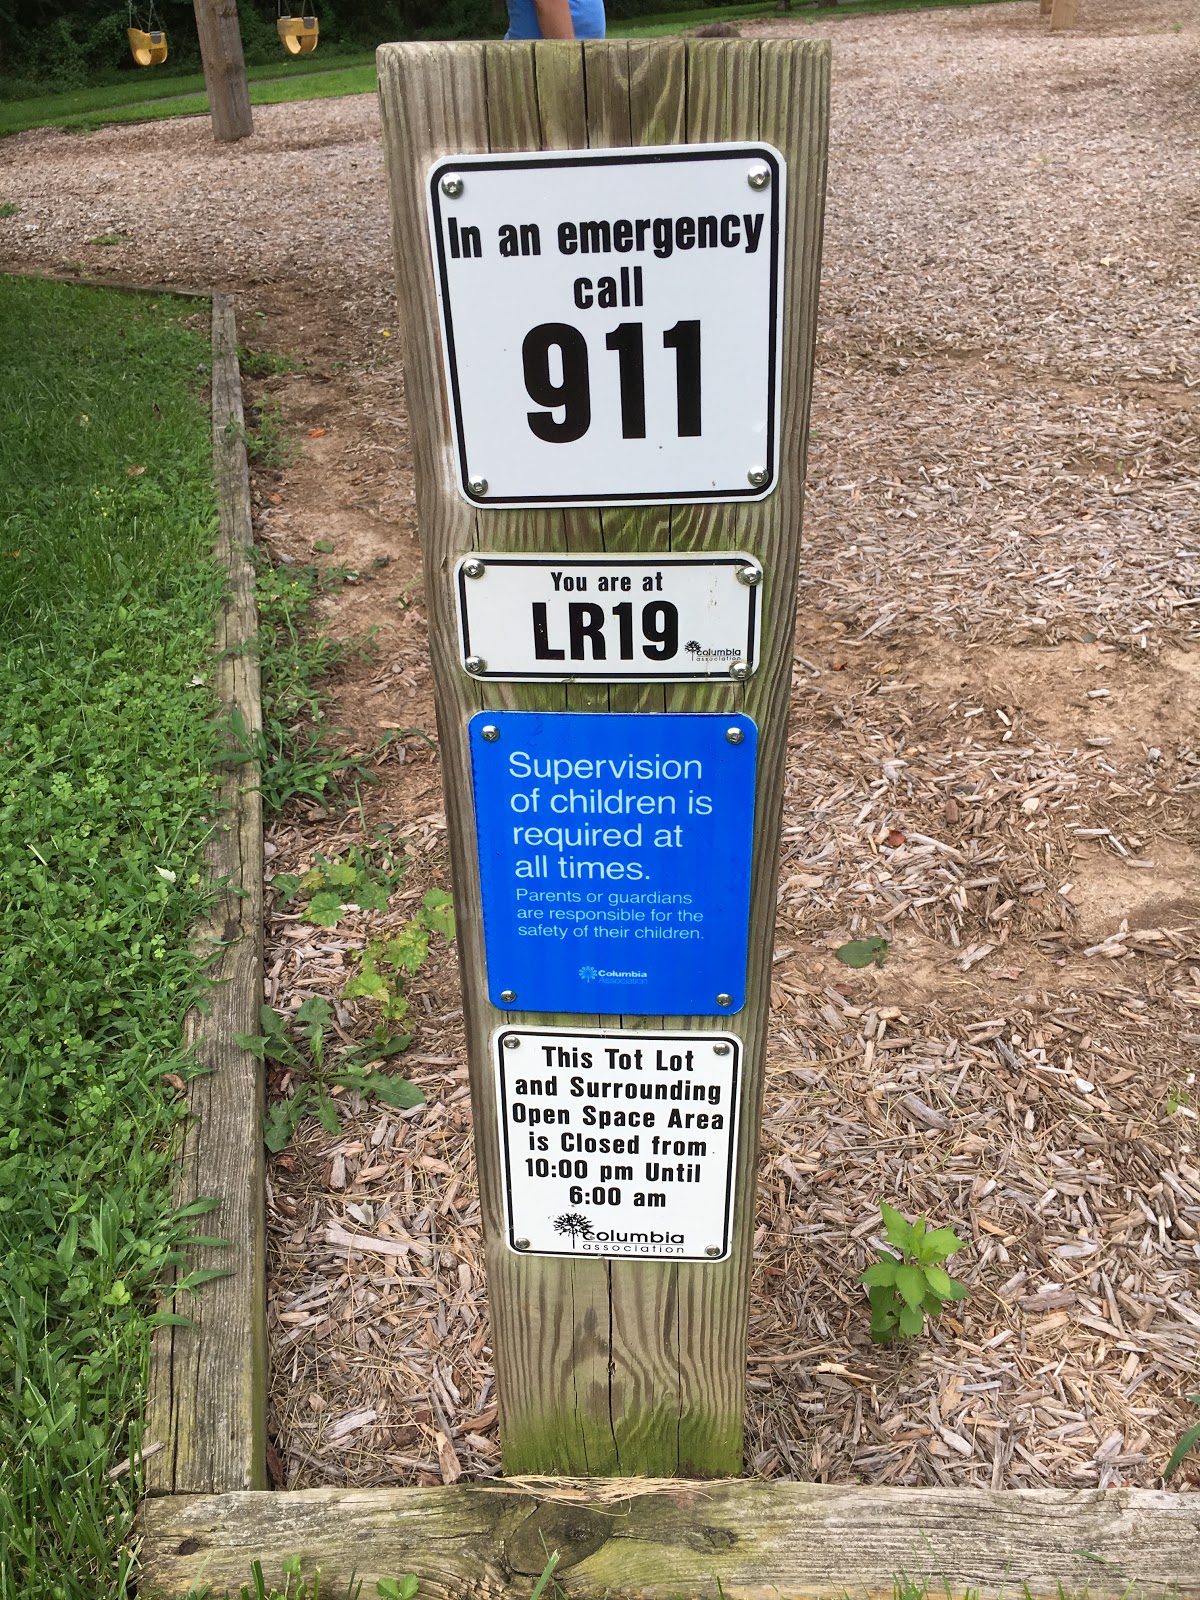 In an emergency
call
911
You are at
LR19
columbia
association
Supervision
of children is
required at
all times.
Parents or guardians
are responsible for the
safety of their children.
Columbia
Association
This Tot Lot
and Surrounding
Open Space Area
is Closed from
10:00 pm Until
6:00 am
columbia
association